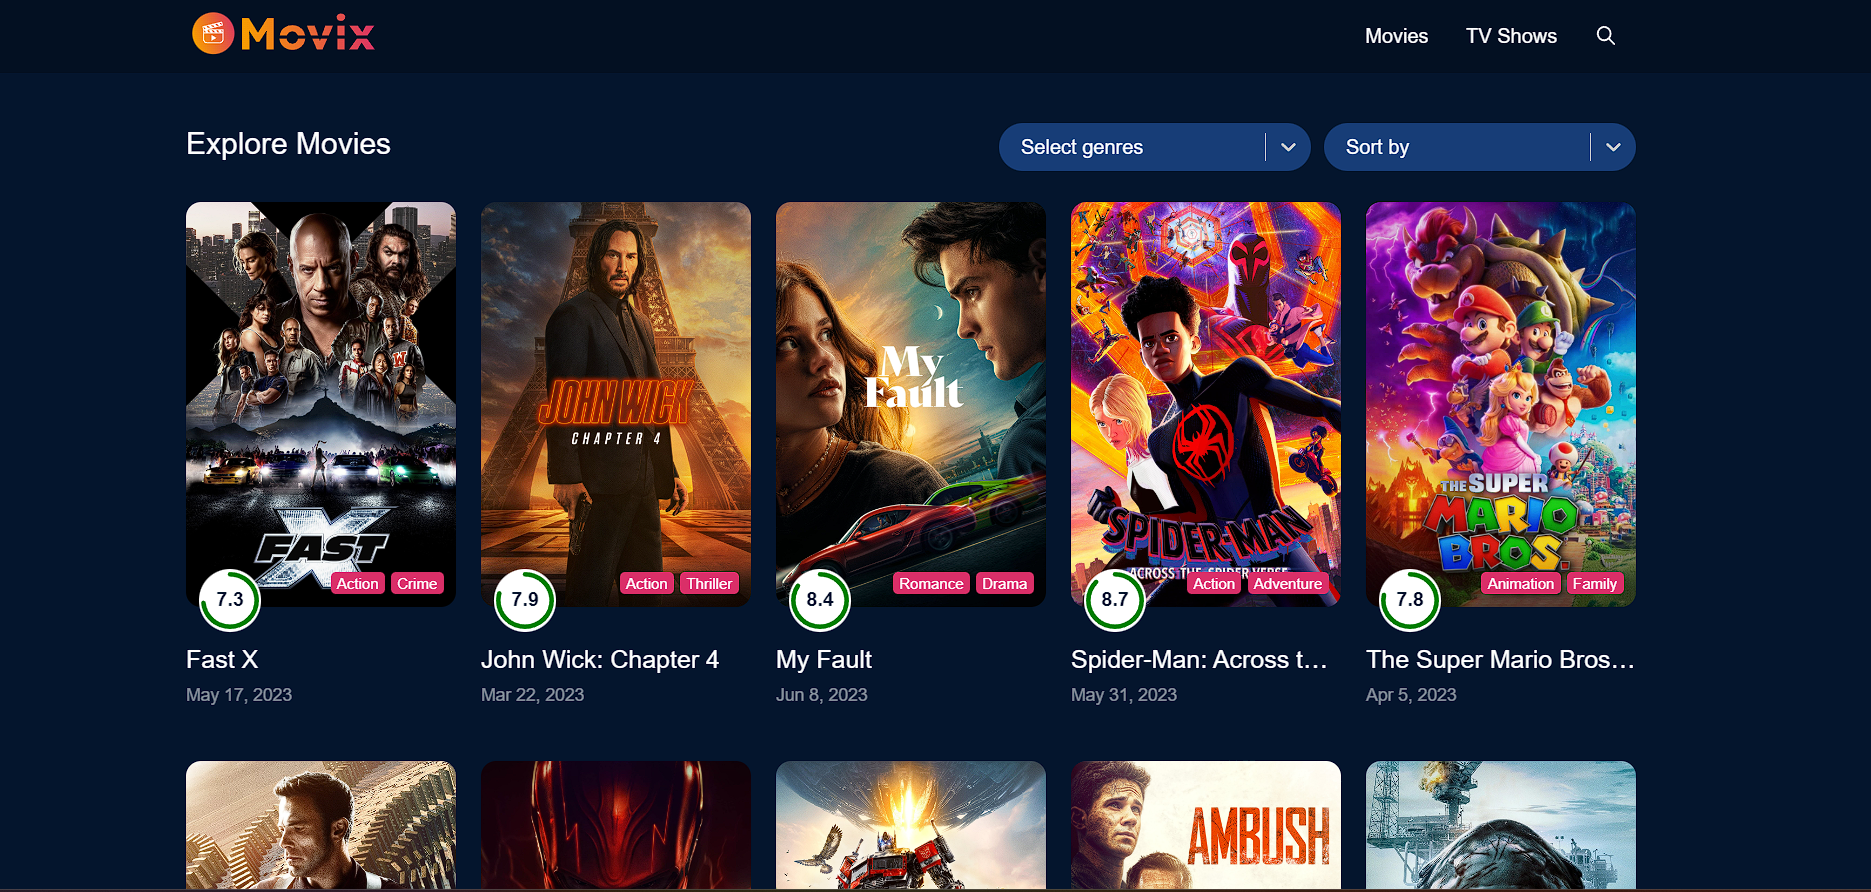 Movix
Movies
TV Shows
Explore Movies
Select genres
Sort by
FAST X
Action
Crime
7.3
Fast X
May 17, 2023
JOHN WICK
CHAPTER 4
Action
Thriller
7.9
John Wick: Chapter 4
Mar 22, 2023
My
Fault
Romance
Drama
8.4
My Fault
Jun 8, 2023
SPIDER-MAN
ACROSS THE SPIDER-VERSE
Action
Adventure
8.7
Spider-Man: Across t...
May 31, 2023
THE SUPER
MARIO
BROS.
Animation
Family
7.8
The Super Mario Bros...
Apr 5, 2023
AMBUSH